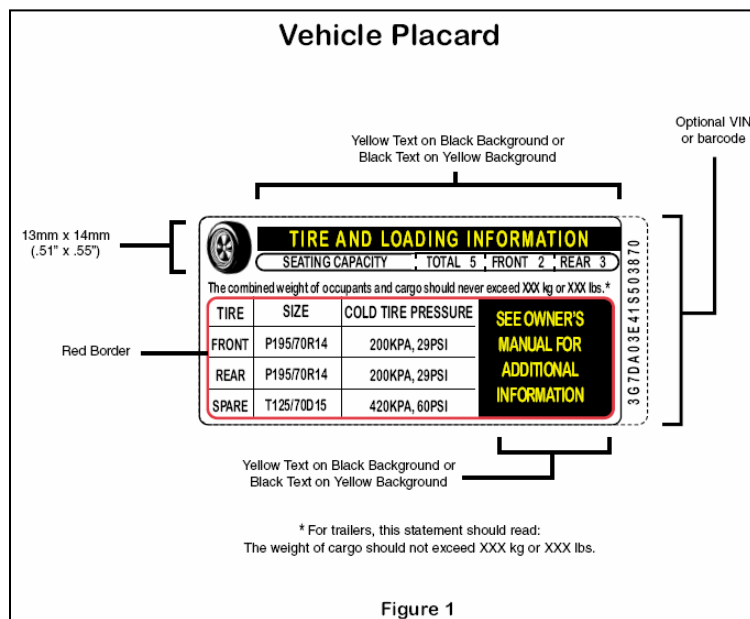 Vehicle Placard
Optional VIN
or barcode
Yellow Text on Black Background or
Black Text on Yellow Background
13mm x 14mm
(.51" x .55")
TIRE AND LOADING INFORMATION
SEATING CAPACITY TOTAL 5 FRONT 2 REAR 3
The combined weight of occupants and cargo should never exceed XXX kg or XXX lbs.*
TIRE SIZE COLD TIRE PRESSURE
FRONT P195/70R14 200KPA, 29PSI
REAR P195/70R14 200KPA, 29PSI
SPARE T125/70D15 420KPA, 60PSI
SEE OWNER'S
MANUAL FOR
ADDITIONAL
INFORMATION
3G7DA03E41S503870
Red Border
Yellow Text on Black Background or
Black Text on Yellow Background
* For trailers, this statement should read:
The weight of cargo should not exceed XXX kg or XXX lbs.
Figure 1